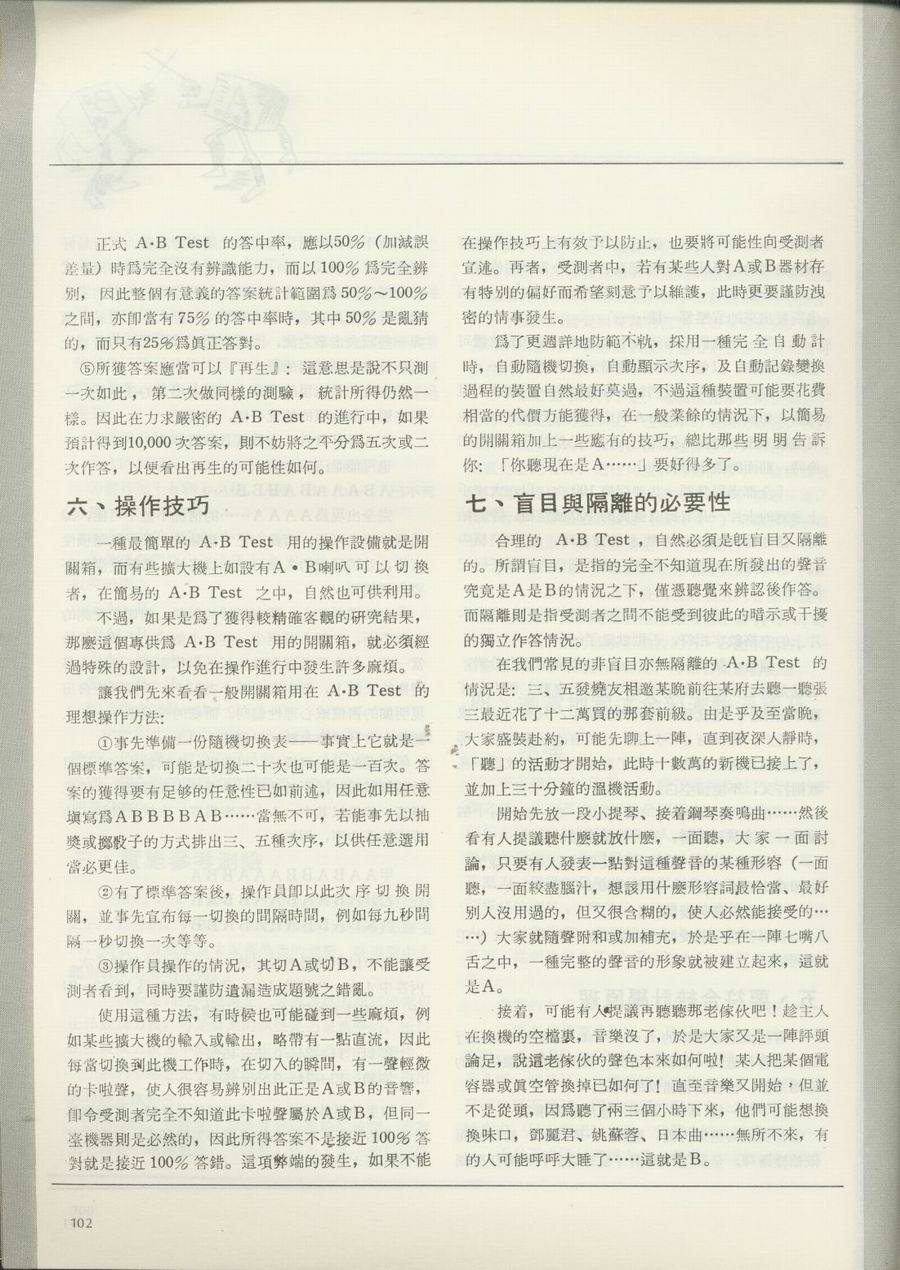 正式 A·B Test 的答中率，應以50％（加減誤
差量）時爲完全沒有辨識能力，而以100％爲完全辨
別，因此整個有意義的答案統計範圍爲50％～100％
之間，亦卽當有75％的答中率時，其中50％是亂猜
的，而只有25％爲眞正答對。
⑤所獲答案應當可以『再生』：這意思是說不只測
一次如此，第二次做同樣的測驗，統計所得仍然一
樣。因此在力求嚴密的 A·B Test 的進行中，如果
預計得到10,000次答案，則不妨將之平分爲五次或二
次作答，以便看出再生的可能性如何。
六、操作技巧
一種最簡單的 A·B Test 用的操作設備就是開
關箱，而有些擴大機上如設有A·B喇叭可以切換
者，在簡易的 A·B Test 之中，自然也可供利用。
不過，如果是爲了獲得較精確客觀的研究結果，
那麽這個專供爲 A·B Test 用的開關箱，就必須經
過特殊的設計，以免在操作進行中發生許多麻煩。
讓我們先來看看一般開關箱用在 A·B Test 的
理想操作方法：
①事先準備一份隨機切換表——事實上它就是一
個標準答案，可能是切換二十次也可能是一百次。答
案的獲得要有足够的任意性已如前述，因此如用任意
塡寫爲ＡＢＢＢＢＡＢ……當無不可，若能事先以抽
獎或擲骰子的方式排出三、五種次序，以供任意選用
當必更佳。
②有了標準答案後，操作員卽以此次序切換開
關，並事先宣布每一切換的間隔時間，例如每九秒間
隔一秒切換一次等等。
③操作員操作的情況，其切A或切B，不能讓受
測者看到，同時要謹防遺漏造成題號之錯亂。
使用這種方法，有時候也可能碰到一些麻煩，例
如某些擴大機的輸入或輸出，略帶有一點直流，因此
每當切換到此機工作時，在切入的瞬間，有一聲輕微
的卡啦聲，使人很容易辨別出此正是A或B的音響，
卽令受測者完全不知道此卡啦聲屬於A或B，但同一
臺機器則是必然的，因此所得答案不是接近100％答
對就是接近100％答錯。這項弊端的發生，如果不能
在操作技巧上有效予以防止，也要將可能性向受測者
宣述。再者，受測者中，若有某些人對A或B器材存
有特別的偏好而希望刻意予以維護，此時更要謹防洩
密的情事發生。
爲了更週詳地防範不軌，採用一種完全自動計
時，自動隨機切換，自動顯示次序，及自動記錄變換
過程的裝置自然最好莫過，不過這種裝置可能要花費
相當的代價方能獲得，在一般業餘的情況下，以簡易
的開關箱加上一些應有的技巧，總比那些明明告訴
你：「你聽現在是A……」要好得多了。
七、盲目與隔離的必要性
合理的 A·B Test，自然必須是旣盲目又隔離
的。所謂盲目，是指的完全不知道現在所發出的聲音
究竟是A是B的情況之下，僅憑聽覺來辨認後作答。
而隔離則是指受測者之間不能受到彼此的暗示或干擾
的獨立作答情況。
在我們常見的非盲目亦無隔離的 A·B Test 的
情況是：三、五發燒友相邀某晚前往某府去聽一聽張
三最近花了十二萬買的那套前級。由是乎及至當晚，
大家盛裝赴約，可能先聊上一陣，直到夜深人靜時，
「聽」的活動才開始，此時十數萬的新機已接上了，
並加上三十分鐘的溫機活動。
開始先放一段小提琴、接着鋼琴奏鳴曲……然後
看有人提議聽什麽就放什麽，一面聽，大家一面討
論，只要有人發表一點對這種聲音的某種形容（一面
聽，一面絞盡腦汁，想該用什麽形容詞最恰當、最好
別人沒用過的，但又很含糊的，使人必然能接受的…
…）大家就隨聲附和或加補充，於是乎在一陣七嘴八
舌之中，一種完整的聲音的形象就被建立起來，這就
是A。
接着，可能有人提議再聽聽那老傢伙吧！趁主人
在換機的空檔裏，音樂沒了，於是大家又是一陣評頭
論足，說這老傢伙的聲色本來如何啦！某人把某個電
容器或眞空管換掉已如何了！直至音樂又開始，但並
不是從頭，因爲聽了兩三個小時下來，他們可能想換
換味口，鄧麗君、姚蘇蓉、日本曲……無所不來，有
的人可能呼呼大睡了……這就是B。
102